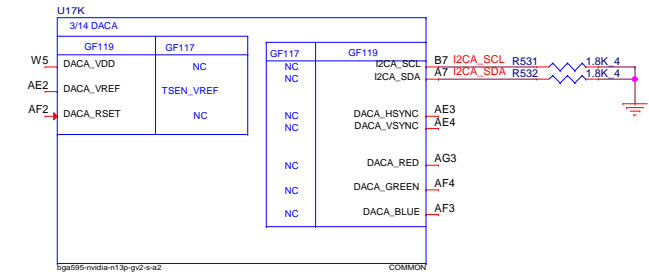 U17K
3/14 DACA
GF119 GF117
W5 DACA_VDD NC
AE2 DACA_VREF TSEN_VREF
AF2 DACA_RSET NC
GF117 GF119
NC I2CA_SCL B7 I2CA_SCL R531 1.8K_4
NC I2CA_SDA A7 I2CA_SDA R532 1.8K_4
NC DACA_HSYNC AE3
NC DACA_VSYNC AE4
NC DACA_RED AG3
NC DACA_GREEN AF4
NC DACA_BLUE AF3
bga595-nvidia-n13p-gv2-s-a2 COMMON